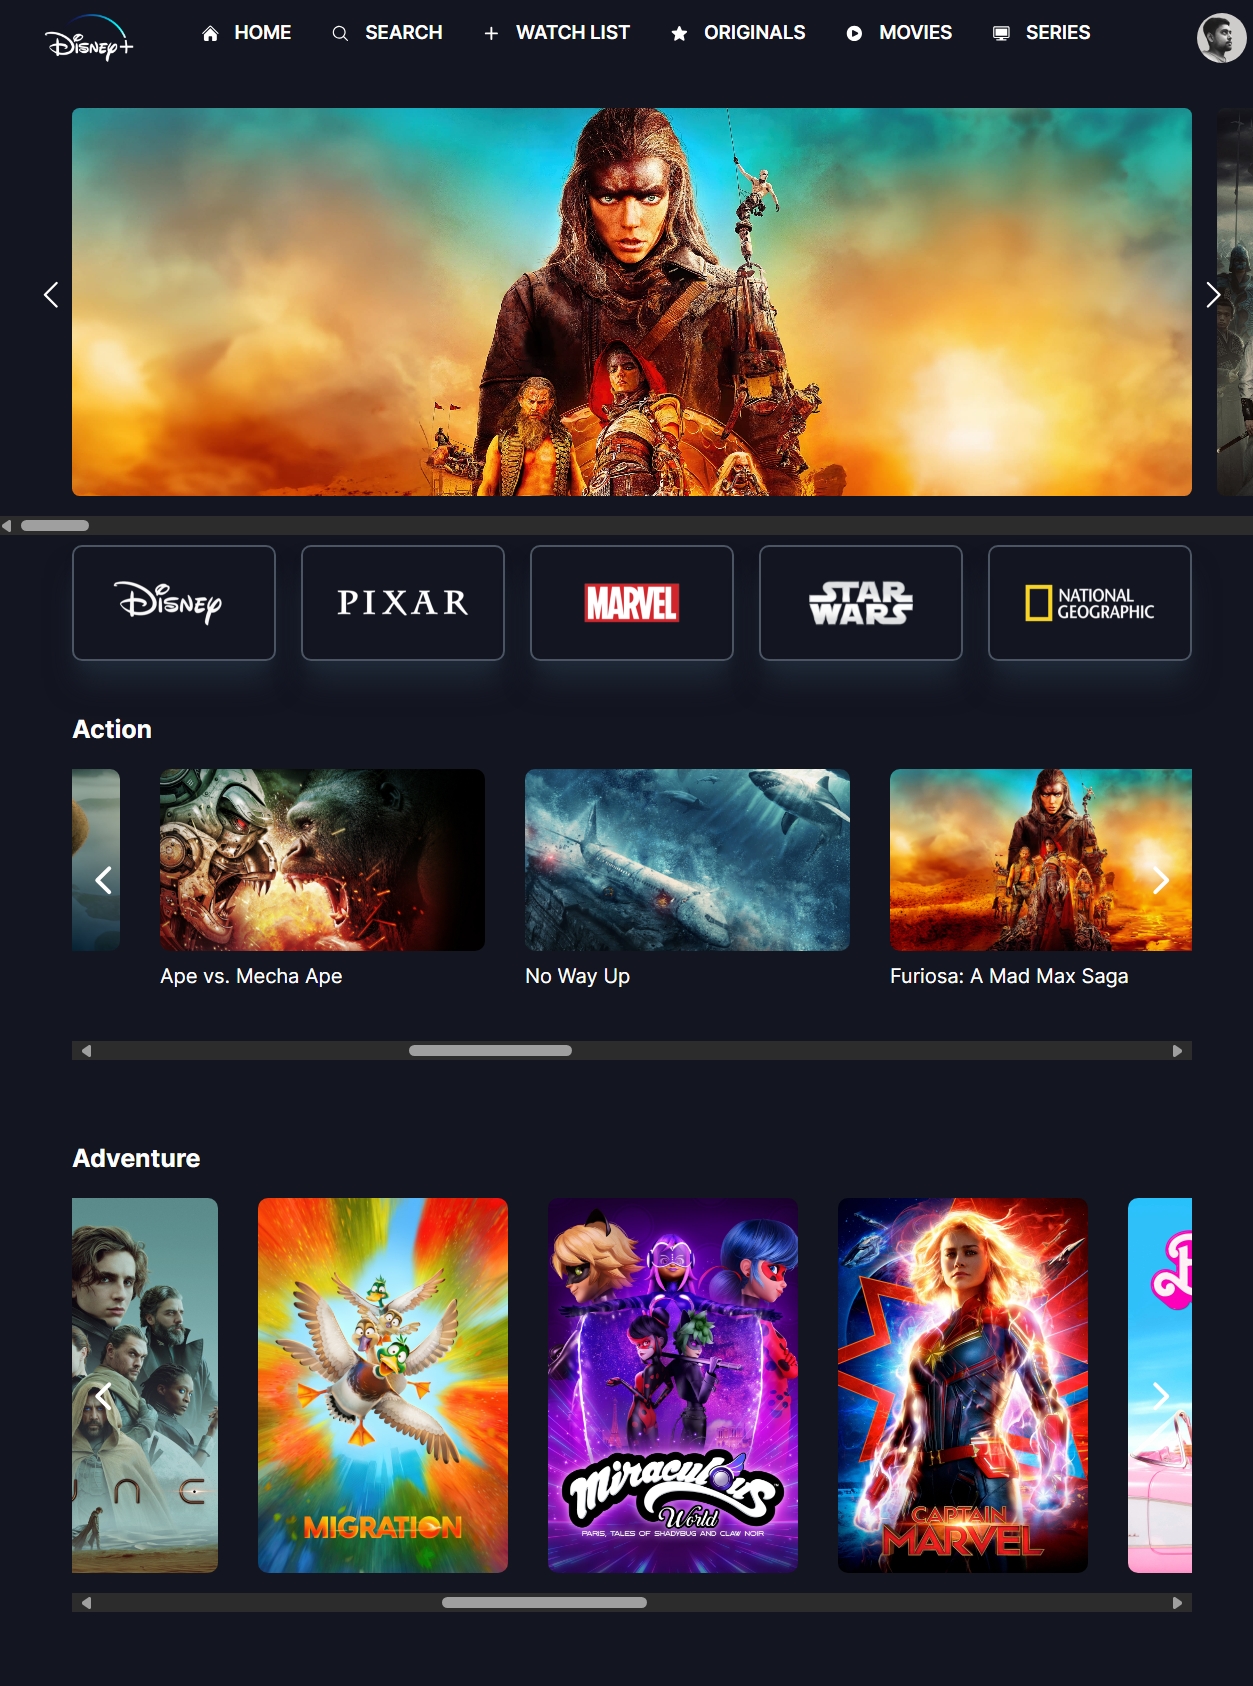 Disney+
HOME
SEARCH
WATCH LIST
ORIGINALS
MOVIES
SERIES
Disney
PIXAR
MARVEL
STAR
WARS
NATIONAL
GEOGRAPHIC
Action
Ape vs. Mecha Ape
No Way Up
Furiosa: A Mad Max Saga
Adventure
MIGRATION
Miraculous
World
PARIS, TALES OF SHADYBUG AND CLAW NOIR
CAPTAIN
MARVEL